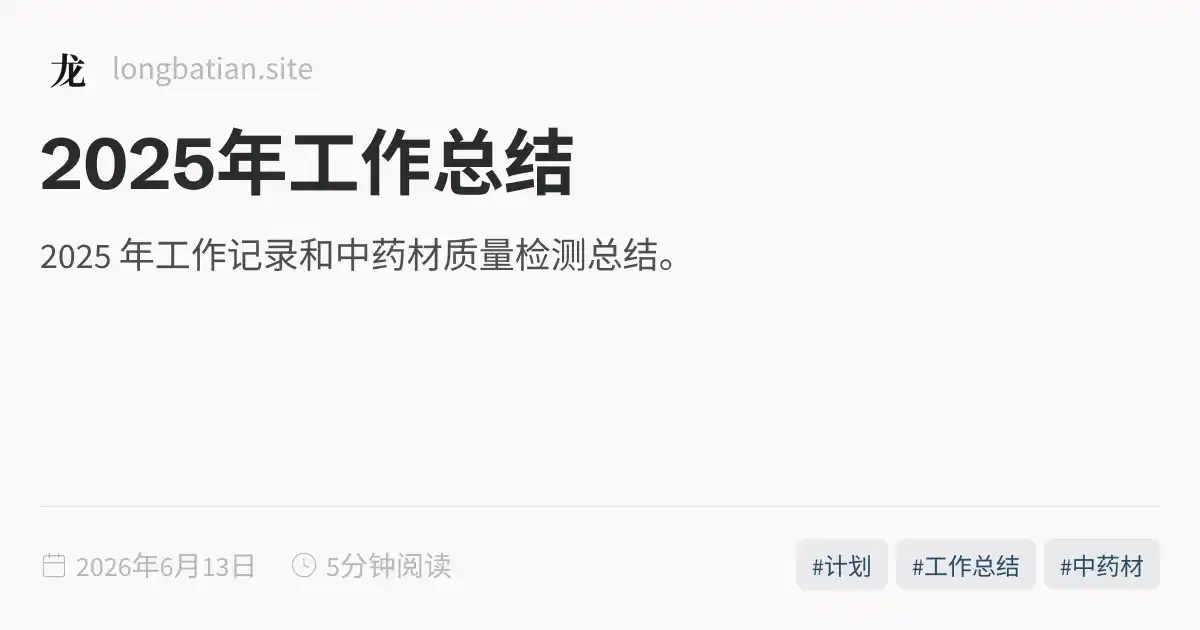 龙 longbatian.site
2025年工作总结
2025 年工作记录和中药材质量检测总结。
2026年6月13日 5分钟阅读 #计划 #工作总结 #中药材